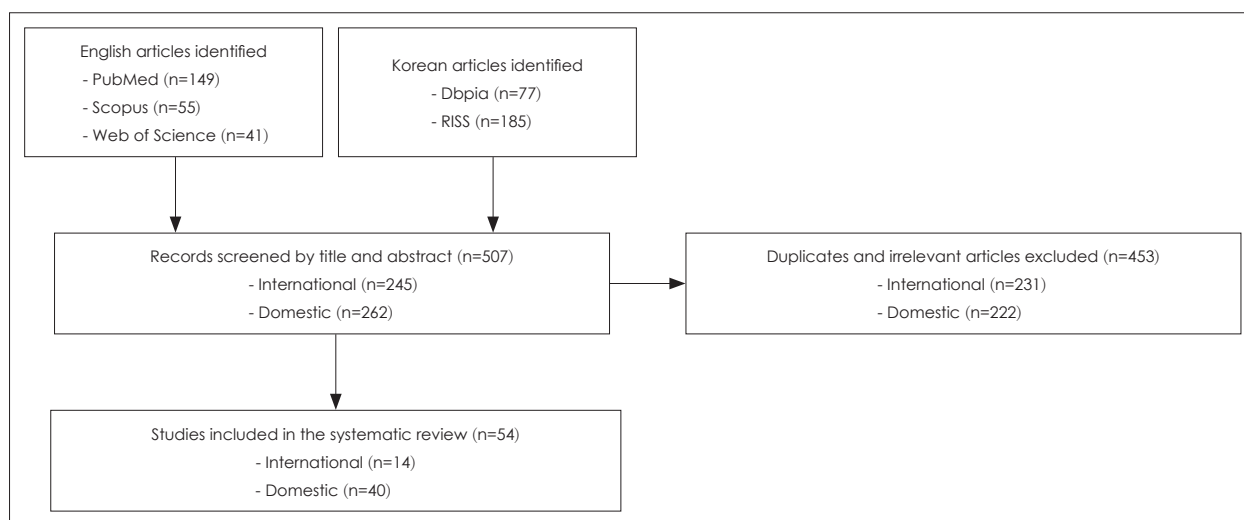 English articles identified
- PubMed (n=149)
- Scopus (n=55)
- Web of Science (n=41)
Korean articles identified
- Dbpia (n=77)
- RISS (n=185)
Records screened by title and abstract (n=507)
- International (n=245)
- Domestic (n=262)
Duplicates and irrelevant articles excluded (n=453)
- International (n=231)
- Domestic (n=222)
Studies included in the systematic review (n=54)
- International (n=14)
- Domestic (n=40)